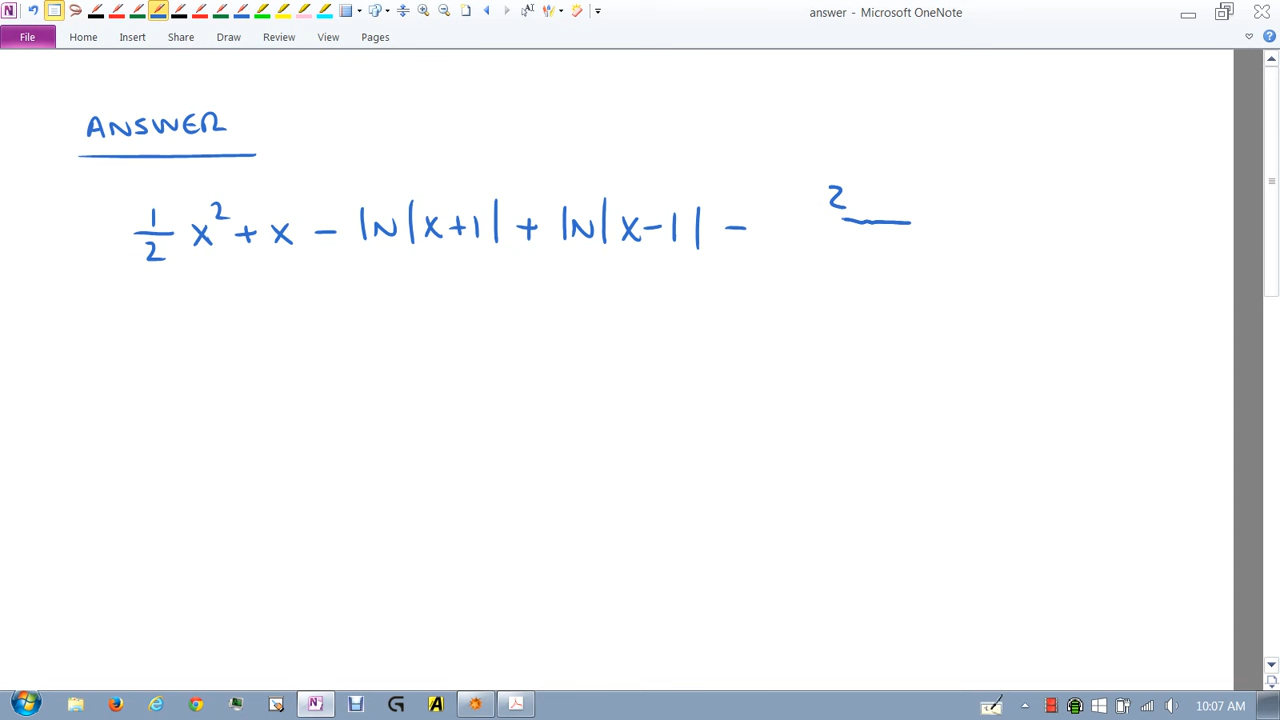 answer - Microsoft OneNote
File Home Insert Share Draw Review View Pages
ANSWER
1/2 x² + x - ln|x+1| + ln|x-1| - 2/
10:07 AM